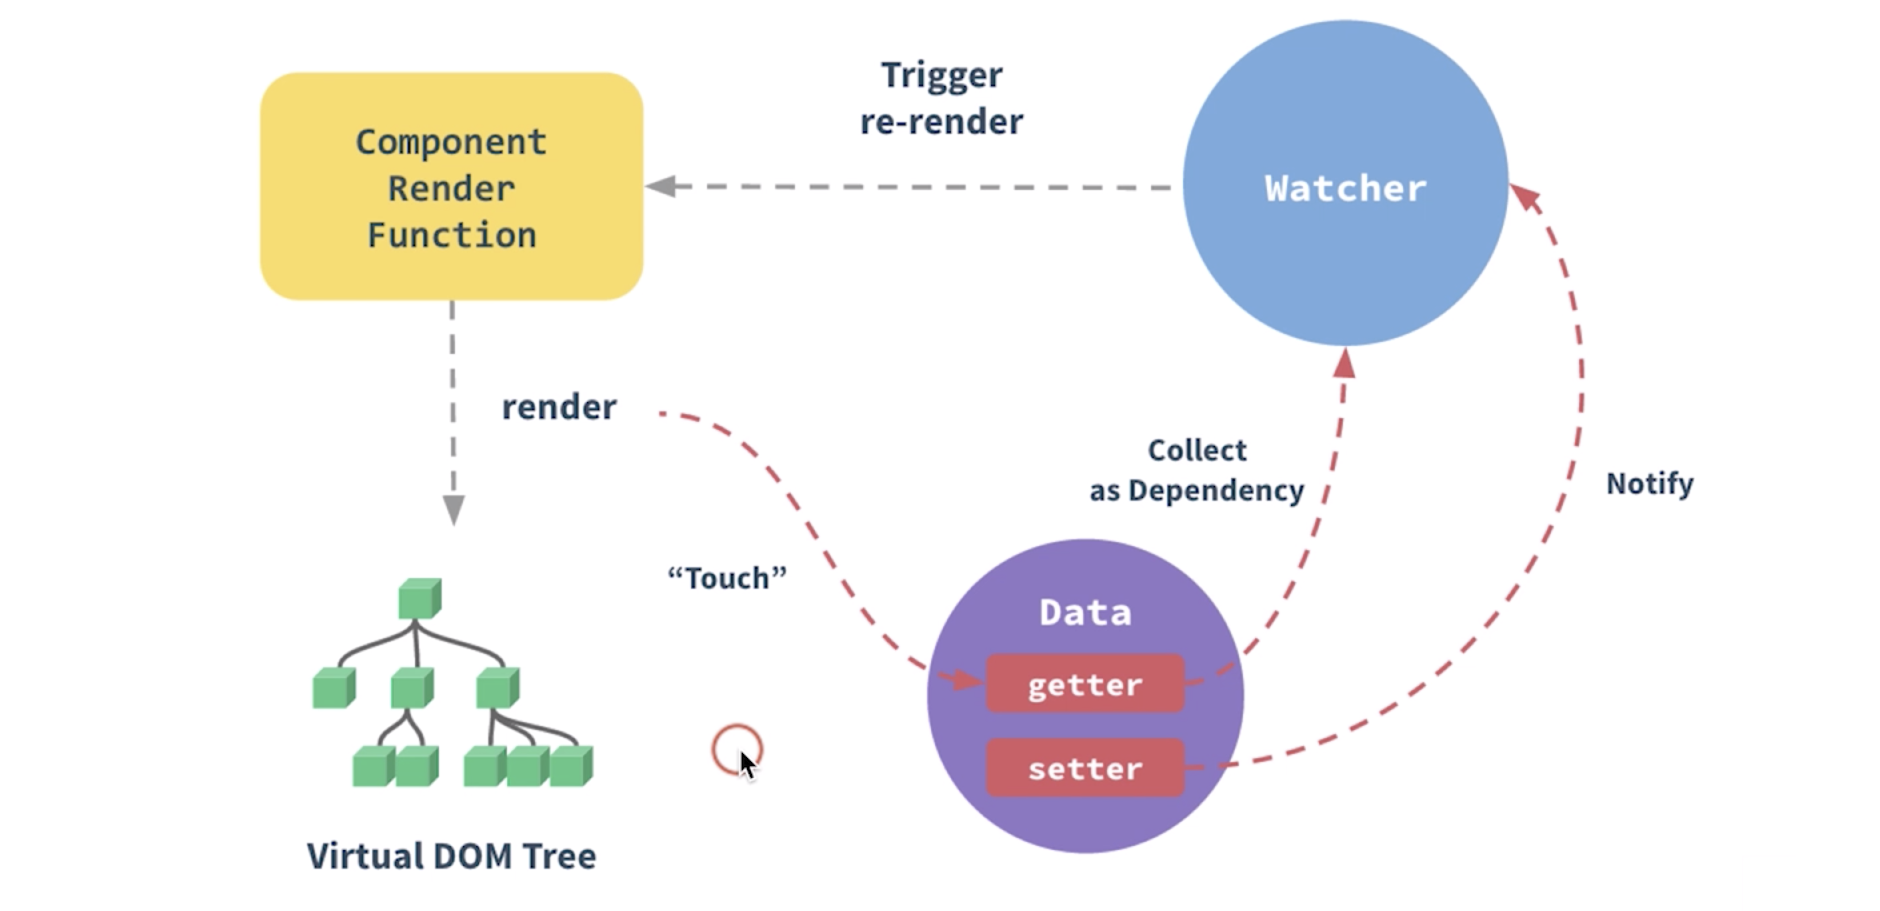 Trigger
re-render
Component
Render
Function
Watcher
render
Collect
as Dependency
Notify
“Touch”
Data
getter
setter
Virtual DOM Tree